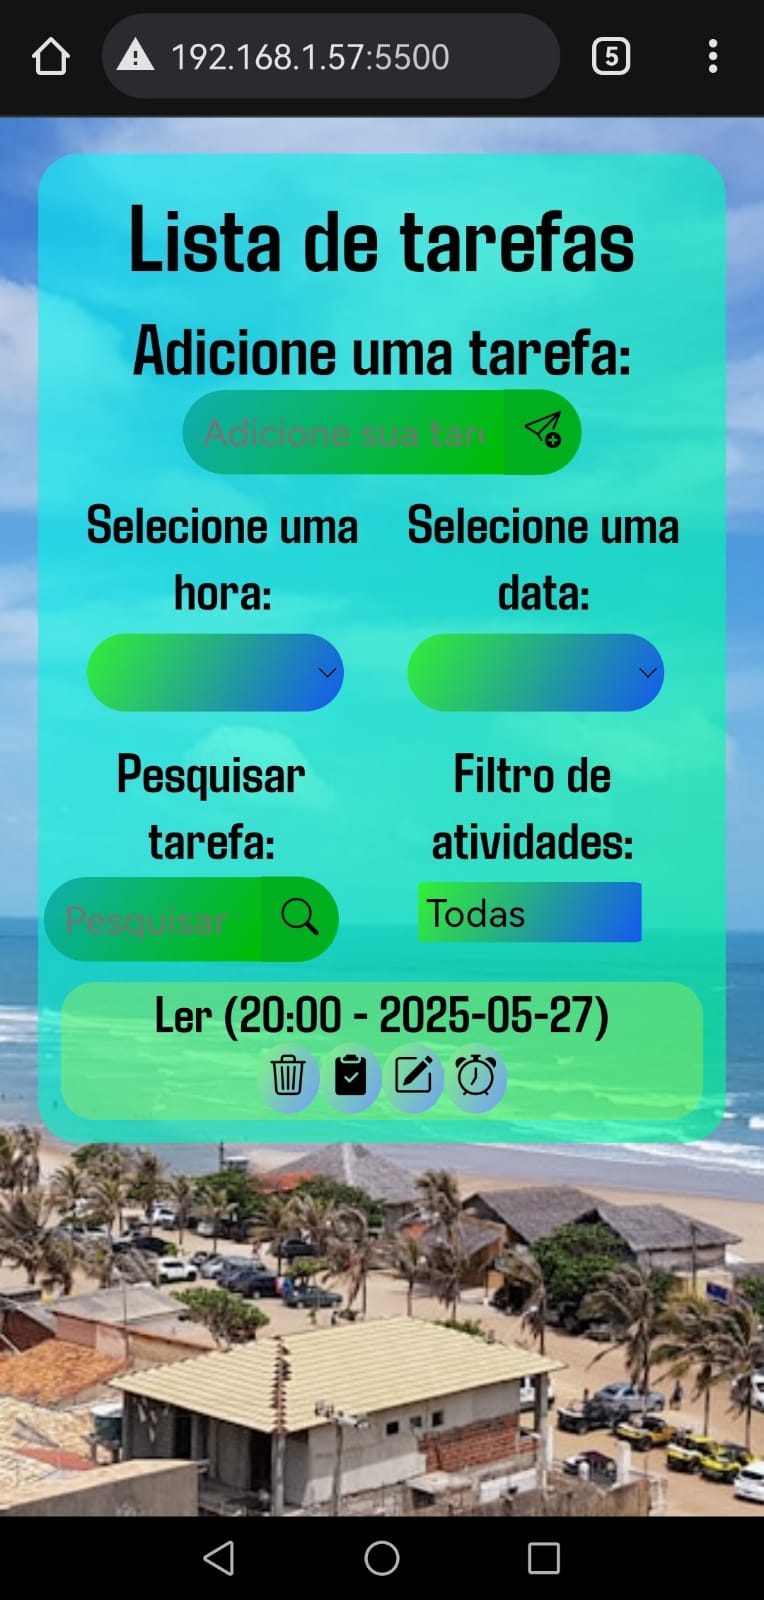 192.168.1.57:5500
5
Lista de tarefas
Adicione uma tarefa:
Adicione sua tar
Selecione uma
hora:
Selecione uma
data:
Pesquisar
tarefa:
Filtro de
atividades:
Pesquisar
Todas
Ler (20:00 - 2025-05-27)